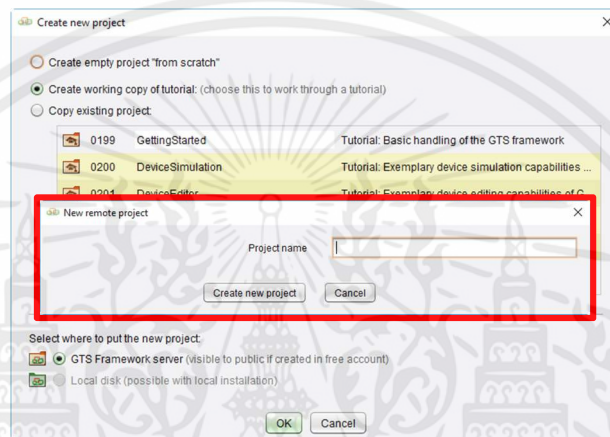 Create new project
Create empty project "from scratch"
Create working copy of tutorial: (choose this to work through a tutorial)
Copy existing project:
0199 GettingStarted Tutorial: Basic handling of the GTS framework
0200 DeviceSimulation Tutorial: Exemplary device simulation capabilities ...
0201 DeviceEditor Tutorial: Exemplary device editing capabilities of G
New remote project
Project name
Create new project Cancel
Select where to put the new project:
GTS Framework server (visible to public if created in free account)
Local disk (possible with local installation)
OK Cancel